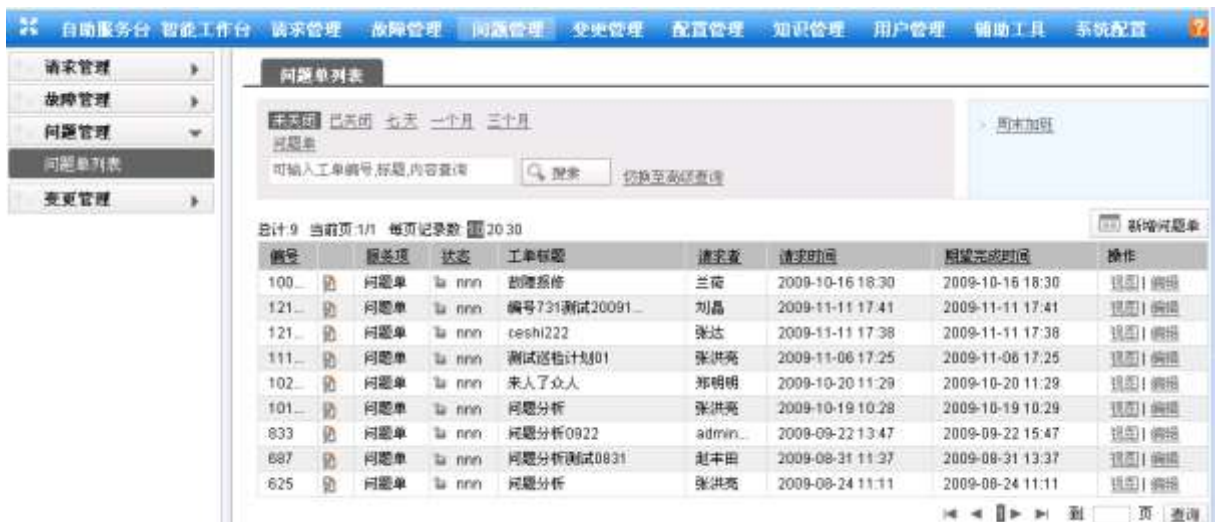 自助服务台 智能工作台 请求管理 故障管理 问题管理 变更管理 配置管理 知识管理 用户管理 辅助工具 系统配置
请求管理
故障管理
问题管理
问题单列表
变更管理
问题单列表
未关闭 已关闭 七天 一个月 三个月
周末加班
问题单
可输入工单编号,标题,内容查询 搜索 切换至高级查询
新增问题单
总计:9 当前页:1/1 每页记录数: 20 30
编号 服务项 状态 工单标题 请求者 请求时间 期望完成时间 操作
100... 问题单 nnn 故障报修 兰荷 2009-10-16 18:30 2009-10-16 18:30 视图 | 编辑
121... 问题单 nnn 编号731测试20091... 刘晶 2009-11-11 17:41 2009-11-11 17:41 视图 | 编辑
121... 问题单 nnn ceshi222 张达 2009-11-11 17:38 2009-11-11 17:38 视图 | 编辑
111... 问题单 nnn 测试巡检计划01 张洪亮 2009-11-06 17:25 2009-11-06 17:25 视图 | 编辑
102... 问题单 nnn 来人了众人 郑明明 2009-10-20 11:29 2009-10-20 11:29 视图 | 编辑
101... 问题单 nnn 问题分析 张洪亮 2009-10-19 10:28 2009-10-19 10:29 视图 | 编辑
833 问题单 nnn 问题分析0922 admin... 2009-09-22 13:47 2009-09-22 15:47 视图 | 编辑
687 问题单 nnn 问题分析测试0831 赵丰田 2009-08-31 11:37 2009-08-31 13:37 视图 | 编辑
625 问题单 nnn 问题分析 张洪亮 2009-08-24 11:11 2009-08-24 11:11 视图 | 编辑
到 页 查询